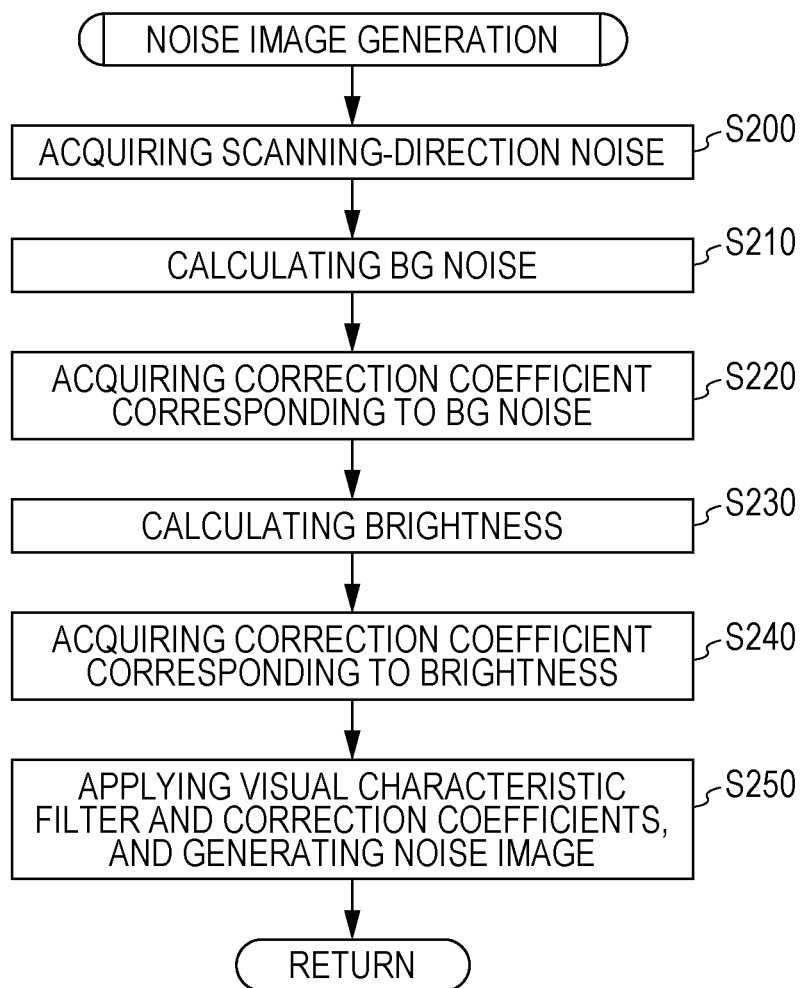 NOISE IMAGE GENERATION
ACQUIRING SCANNING-DIRECTION NOISE
S200
CALCULATING BG NOISE
S210
ACQUIRING CORRECTION COEFFICIENT
CORRESPONDING TO BG NOISE
S220
CALCULATING BRIGHTNESS
S230
ACQUIRING CORRECTION COEFFICIENT
CORRESPONDING TO BRIGHTNESS
S240
APPLYING VISUAL CHARACTERISTIC
FILTER AND CORRECTION COEFFICIENTS,
AND GENERATING NOISE IMAGE
S250
RETURN